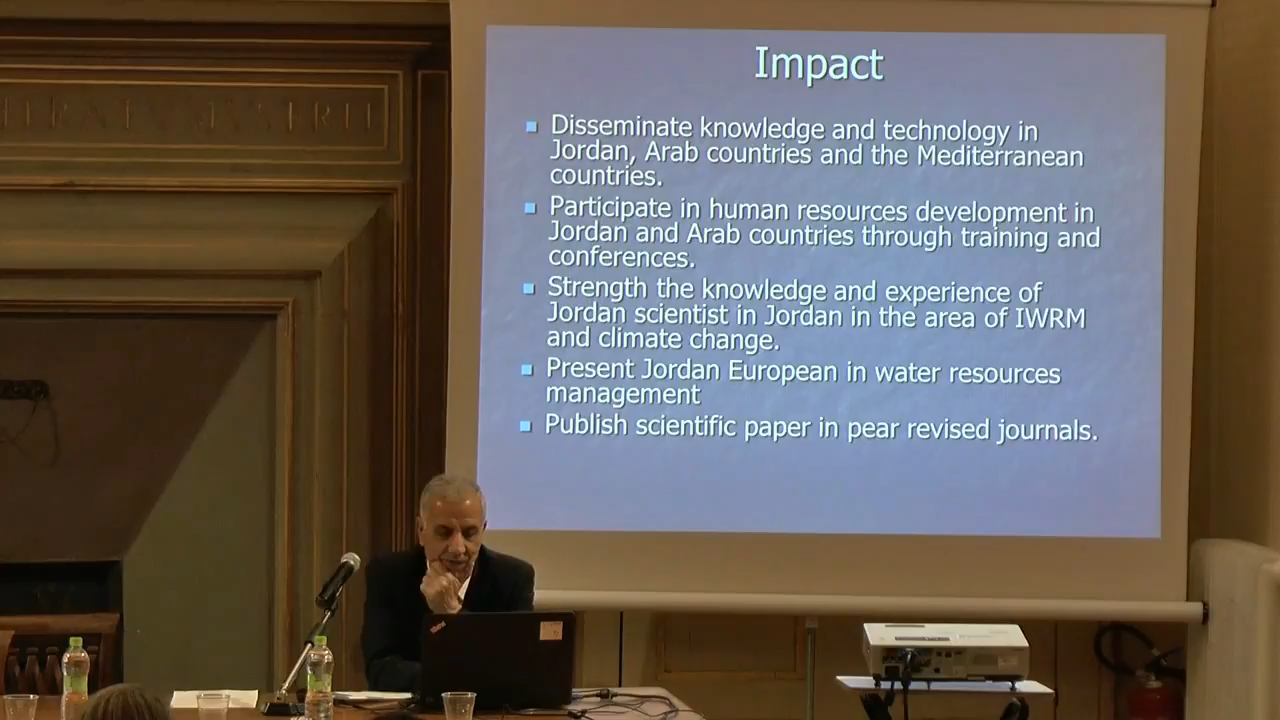 Impact
Disseminate knowledge and technology in
Jordan, Arab countries and the Mediterranean
countries.
Participate in human resources development in
Jordan and Arab countries through training and
conferences.
Strength the knowledge and experience of
Jordan scientist in Jordan in the area of IWRM
and climate change.
Present Jordan European in water resources
management
Publish scientific paper in pear revised journals.